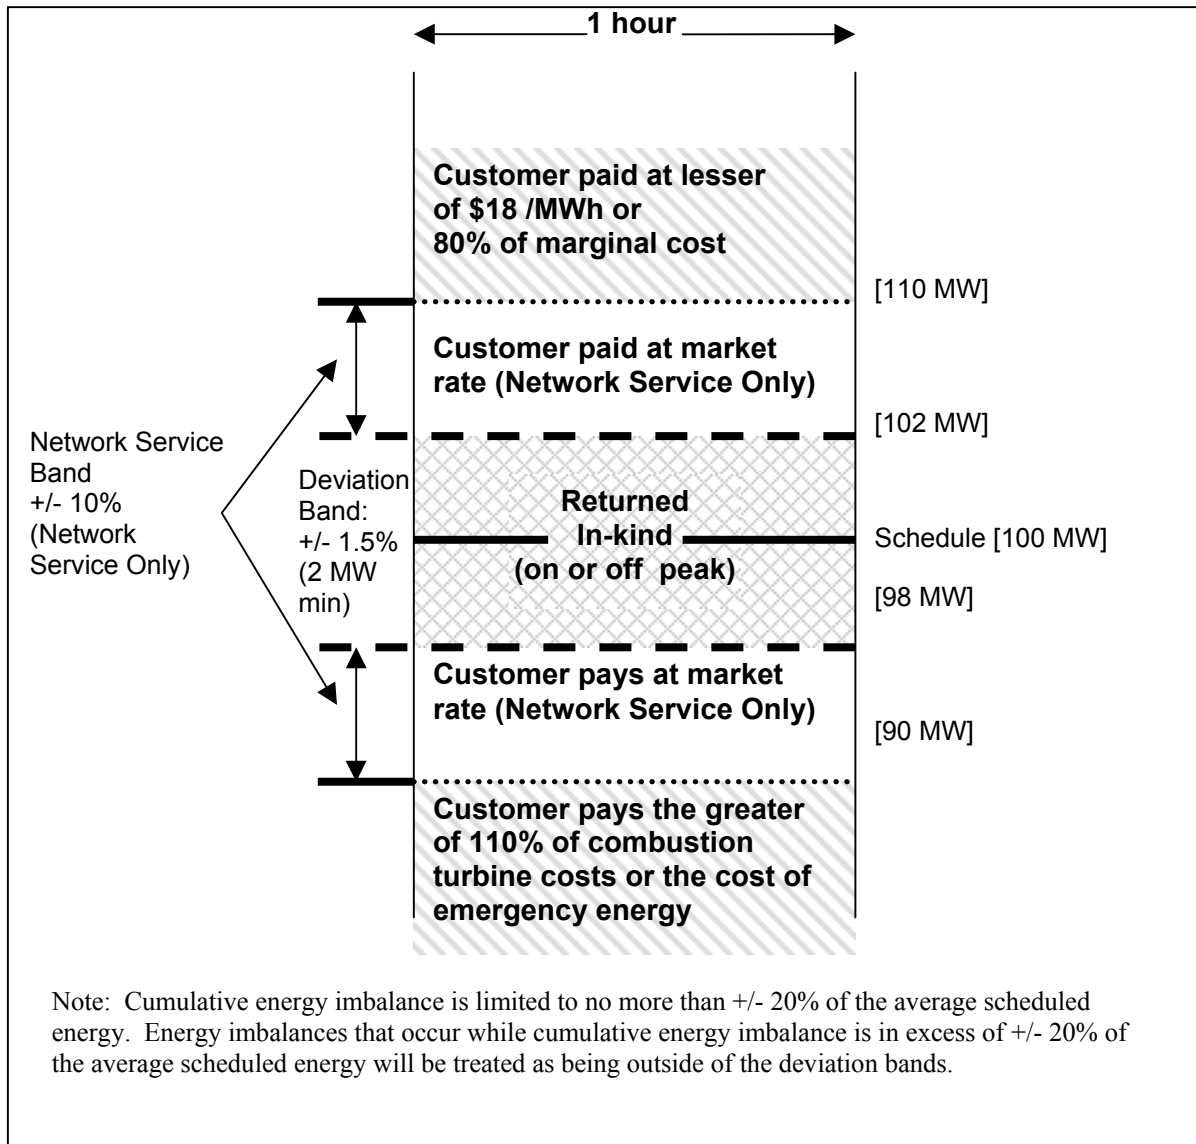 1 hour
Customer paid at lesser
of $18 /MWh or
80% of marginal cost
[110 MW]
Customer paid at market
rate (Network Service Only)
[102 MW]
Network Service
Band
+/- 10%
(Network
Service Only)
Deviation
Band:
+/- 1.5%
(2 MW
min)
Returned
In-kind
(on or off peak)
Schedule [100 MW]
[98 MW]
Customer pays at market
rate (Network Service Only)
[90 MW]
Customer pays the greater
of 110% of combustion
turbine costs or the cost of
emergency energy
Note: Cumulative energy imbalance is limited to no more than +/- 20% of the average scheduled
energy. Energy imbalances that occur while cumulative energy imbalance is in excess of +/- 20% of
the average scheduled energy will be treated as being outside of the deviation bands.